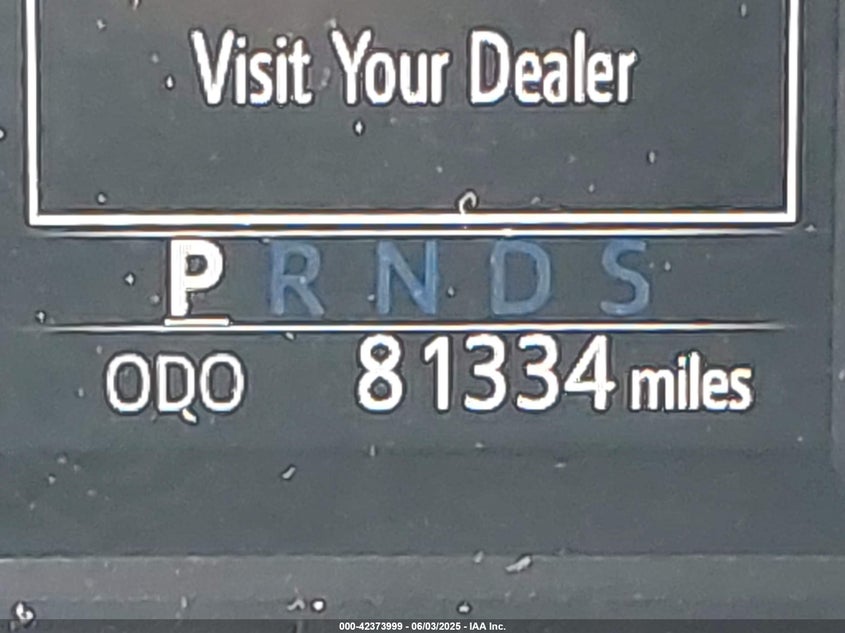 Visit Your Dealer
P R N D S
ODO 81334 miles
000-42373999 - 06/03/2025 - IAA Inc.